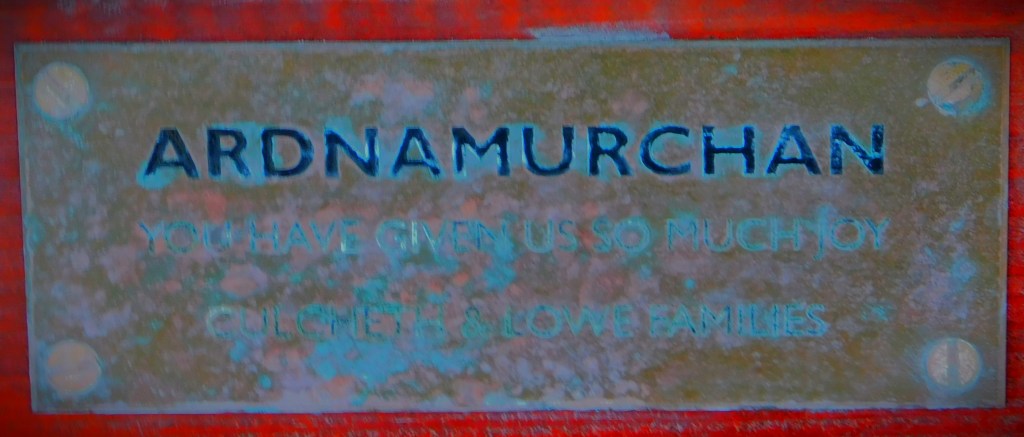 ARDNAMURCHAN
YOU HAVE GIVEN US SO MUCH JOY
CULCHETH & LOWE FAMILIES